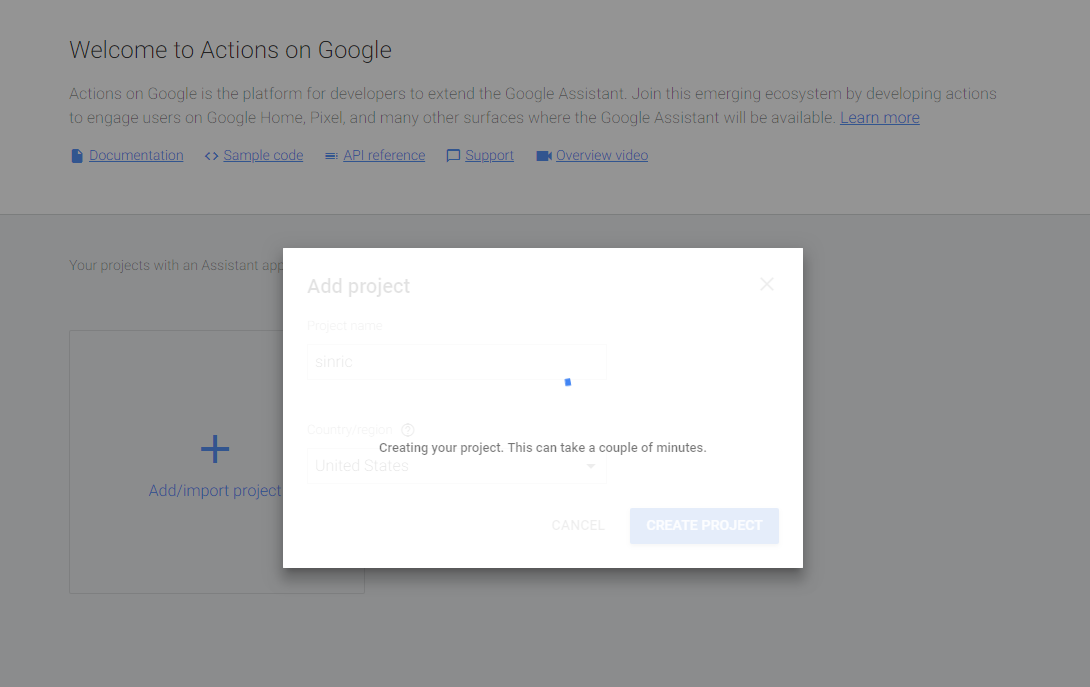 Welcome to Actions on Google
Actions on Google is the platform for developers to extend the Google Assistant. Join this emerging ecosystem by developing actions
to engage users on Google Home, Pixel, and many other surfaces where the Google Assistant will be available. Learn more
Documentation Sample code API reference Support Overview video
Your projects with an Assistant app
Add project
Project name
sinric
Country/region
Creating your project. This can take a couple of minutes.
United States
Add/import project
CANCEL CREATE PROJECT